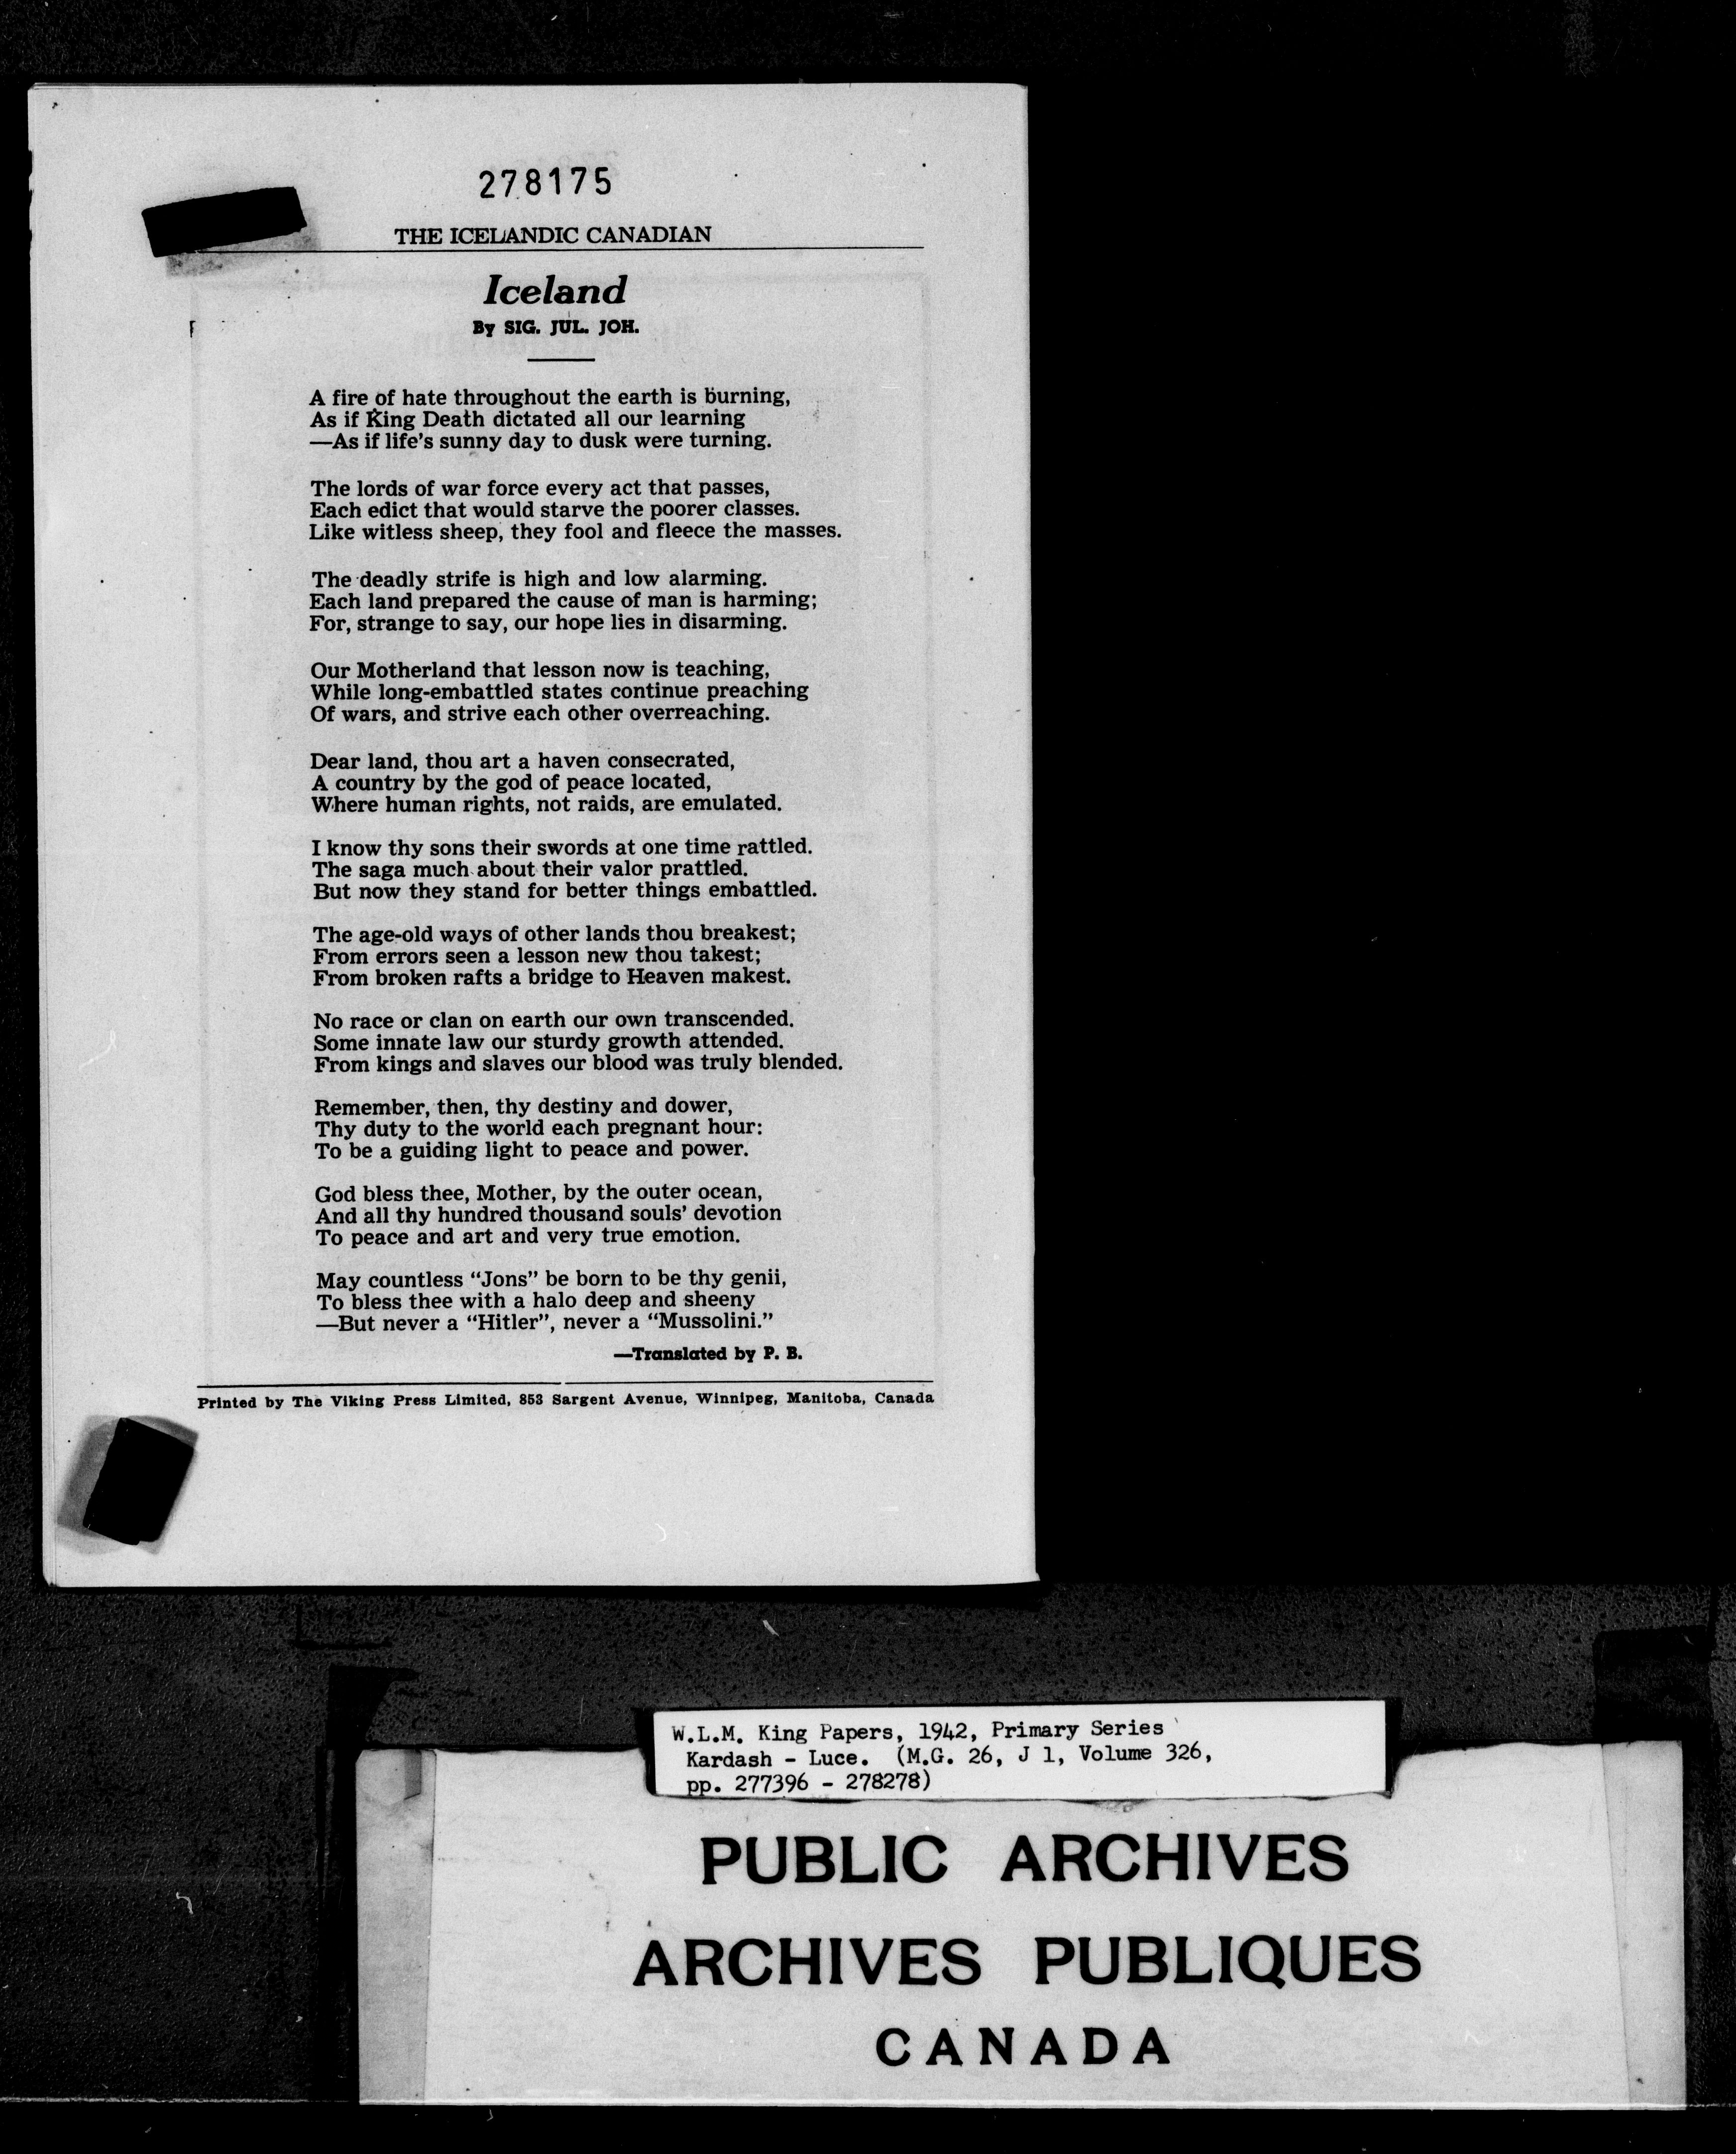 278175
THE ICELANDIC CANADIAN
Iceland
By SIG. JUL. JOH.
A fire of hate throughout the earth is burning,
As if King Death dictated all our learning
—As if life's sunny day to dusk were turning.
The lords of war force every act that passes,
Each edict that would starve the poorer classes.
Like witless sheep, they fool and fleece the masses.
The deadly strife is high and low alarming.
Each land prepared the cause of man is harming;
For, strange to say, our hope lies in disarming.
Our Motherland that lesson now is teaching,
While long-embattled states continue preaching
Of wars, and strive each other overreaching.
Dear land, thou art a haven consecrated,
A country by the god of peace located,
Where human rights, not raids, are emulated.
I know thy sons their swords at one time rattled.
The saga much about their valor prattled.
But now they stand for better things embattled.
The age-old ways of other lands thou breakest;
From errors seen a lesson new thou takest;
From broken rafts a bridge to Heaven makest.
No race or clan on earth our own transcended.
Some innate law our sturdy growth attended.
From kings and slaves our blood was truly blended.
Remember, then, thy destiny and dower,
Thy duty to the world each pregnant hour:
To be a guiding light to peace and power.
God bless thee, Mother, by the outer ocean,
And all thy hundred thousand souls' devotion
To peace and art and very true emotion.
May countless “Jons” be born to be thy genii,
To bless thee with a halo deep and sheeny
—But never a “Hitler”, never a “Mussolini.”
—Translated by P. B.
Printed by The Viking Press Limited, 853 Sargent Avenue, Winnipeg, Manitoba, Canada
W.L.M. King Papers, 1942, Primary Series
Kardash - Luce. (M.G. 26, J 1, Volume 326,
pp. 277396 - 278278)
PUBLIC ARCHIVES
ARCHIVES PUBLIQUES
CANADA